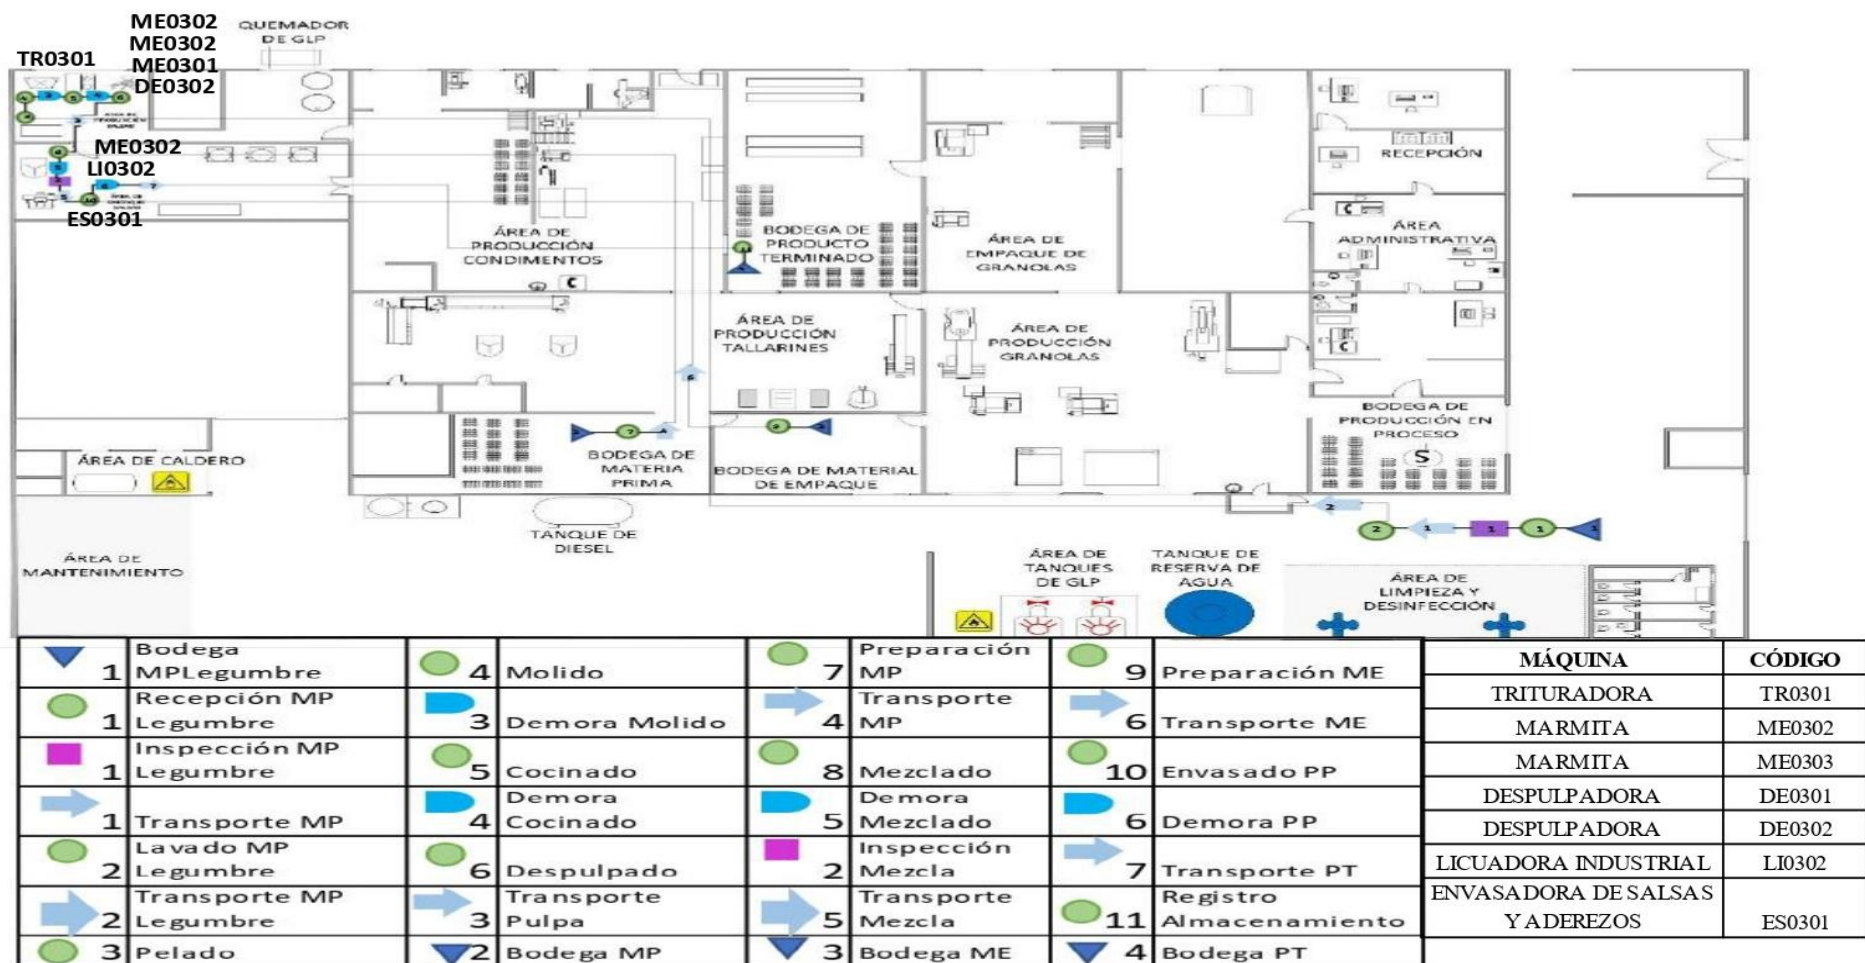 ME0302
QUEMADOR
DE GLP
ME0302
TR0301
ME0301
DE0302
ME0302
LI0302
ES0301
RECEPCIÓN
ÁREA
ADMINISTRATIVA
ÁREA DE
PRODUCCIÓN
CONDIMENTOS
BODEGA DE
PRODUCTO
TERMINADO
ÁREA DE
EMPAQUE DE
GRANOLAS
ÁREA DE
PRODUCCIÓN
TALLARINES
ÁREA DE
PRODUCCIÓN
GRANOLAS
BODEGA DE
PRODUCCIÓN EN
PROCESO
S
ÁREA DE CALDERO
BODEGA DE
MATERIA
PRIMA
BODEGA DE MATERIAL
DE EMPAQUE
2
2 1 1 1
TANQUE DE
DIESEL
ÁREA DE
MANTENIMIENTO
ÁREA DE
TANQUES
DE GLP
TANQUE DE
RESERVA DE
AGUA
ÁREA DE
LIMPIEZA Y
DESINFECCIÓN
1 Bodega
MPLegumbre
4 Molido
7 Preparación
MP
9 Preparación ME
1 Recepción MP
Legumbre
3 Demora Molido
4 Transporte
MP
6 Transporte ME
1 Inspección MP
Legumbre
5 Cocinado
8 Mezclado
10 Envasado PP
1 Transporte MP
4 Demora
Cocinado
5 Demora
Mezclado
6 Demora PP
2 Lavado MP
Legumbre
6 Despulpado
2 Inspección
Mezcla
7 Transporte PT
2 Transporte MP
Legumbre
3 Transporte
Pulpa
5 Transporte
Mezcla
11 Registro
Almacenamiento
3 Pelado
2 Bodega MP
3 Bodega ME
4 Bodega PT
MÁQUINA CÓDIGO
TRITURADORA TR0301
MARMITA ME0302
MARMITA ME0303
DESPULPADORA DE0301
DESPULPADORA DE0302
LICUADORA INDUSTRIAL LI0302
ENVASADORA DE SALSAS
Y ADEREZOS ES0301